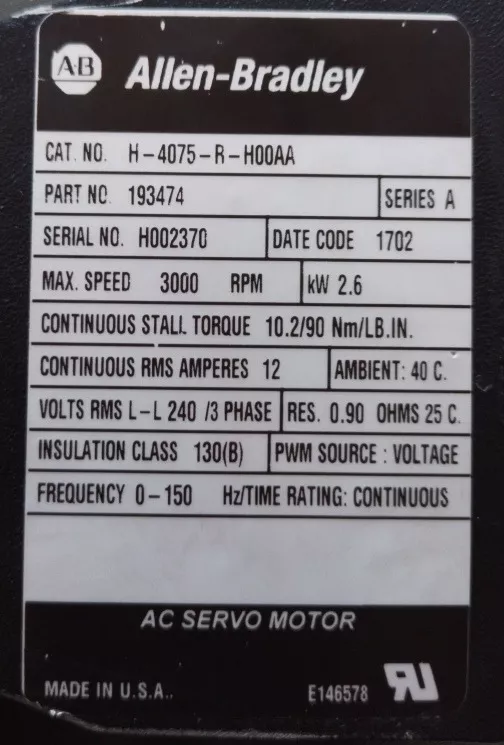 A-B Allen-Bradley
CAT. NO. H-4075-R-H00AA
PART NO. 193474 SERIES A
SERIAL NO. H002370 DATE CODE 1702
MAX. SPEED 3000 RPM kW 2.6
CONTINUOUS STALL TORQUE 10.2/90 Nm/LB.IN.
CONTINUOUS RMS AMPERES 12 AMBIENT: 40 C.
VOLTS RMS L-L 240 /3 PHASE RES. 0.90 OHMS 25 C.
INSULATION CLASS 130(B) PWM SOURCE : VOLTAGE
FREQUENCY 0-150 Hz/TIME RATING: CONTINUOUS
AC SERVO MOTOR
MADE IN U.S.A.. E146578 RU